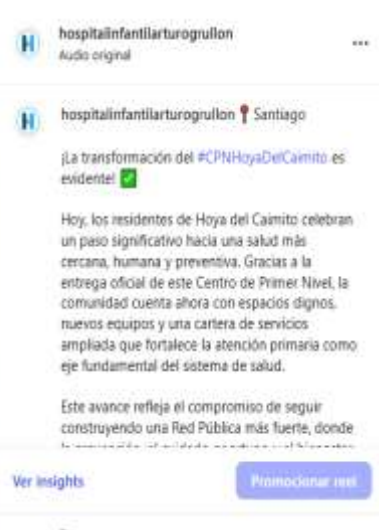 hospitalinfantilarturogrullon
Audio original
hospitalinfantilarturogrullon 📍 Santiago
¡La transformación del #CPNHoyaDelCaimito es
evidente! ✅
Hoy, los residentes de Hoya del Caimito celebran
un paso significativo hacia una salud más
cercana, humana y preventiva. Gracias a la
entrega oficial de este Centro de Primer Nivel, la
comunidad cuenta ahora con espacios dignos,
nuevos equipos y una cartera de servicios
ampliada que fortalece la atención primaria como
eje fundamental del sistema de salud.
Este avance refleja el compromiso de seguir
construyendo una Red Pública más fuerte, donde
Ver insights
Promocionar reel